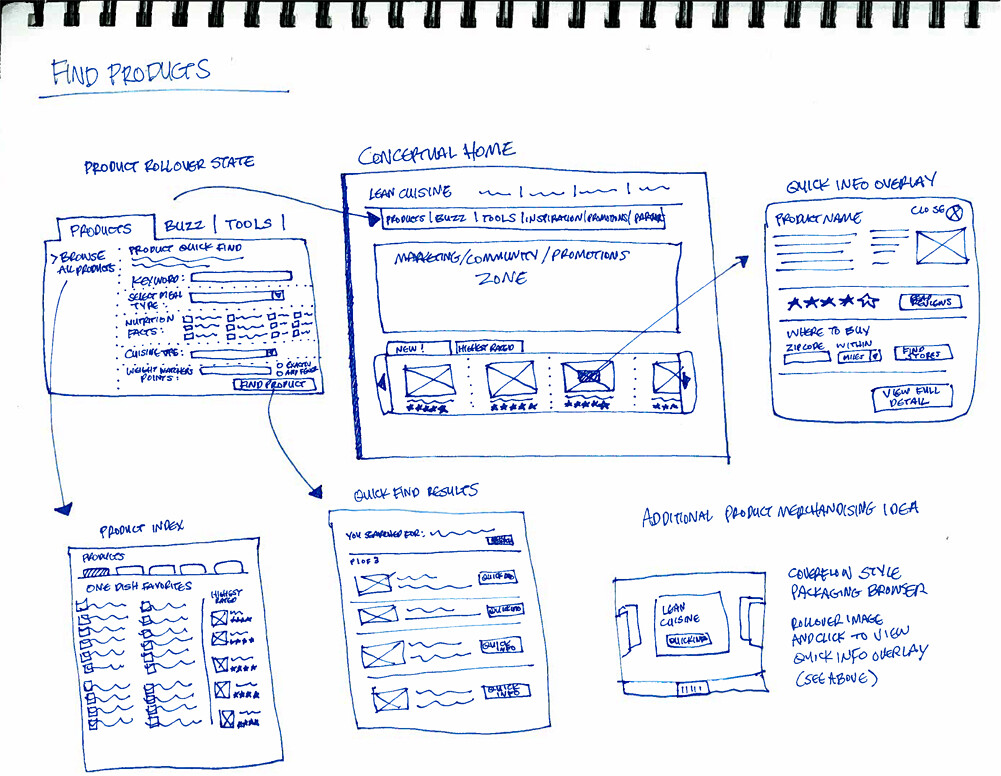 FIND PRODUCTS
PRODUCT ROLLOVER STATE
PRODUCTS | BUZZ | TOOLS |
> BROWSE
ALL PRODUCTS
PRODUCT QUICK FIND
KEYWORD:
SELECT MEAL
TYPE:
NUTRITION
FACTS:
CUISINE TYPE:
WEIGHT WATCHERS
POINTS:
EXACTLY
AND FEWER
FIND PRODUCT
CONCEPTUAL HOME
LEAN CUISINE
PRODUCTS | BUZZ | TOOLS | INSPIRATION | PROMOTIONS | PARTNER
MARKETING/COMMUNITY/PROMOTIONS
ZONE
NEW!
HIGHEST RATED
QUICK INFO OVERLAY
PRODUCT NAME
CLOSE X
READ
REVIEWS
WHERE TO BUY
ZIPCODE WITHIN
MILES
FIND
STORES
VIEW FULL
DETAIL
PRODUCT INDEX
PRODUCTS
ONE DISH FAVORITES
HIGHEST
RATED
QUICK FIND RESULTS
YOU SEARCHED FOR:
P 1 OF 3
QUICK INFO
QUICK INFO
QUICK
INFO
QUICK
INFO
ADDITIONAL PRODUCT MERCHANDISING IDEA
LEAN
CUISINE
QUICKINFO
COVERFLOW STYLE
PACKAGING BROWSER
ROLLOVER IMAGE
AND CLICK TO VIEW
QUICK INFO OVERLAY
(SEE ABOVE)